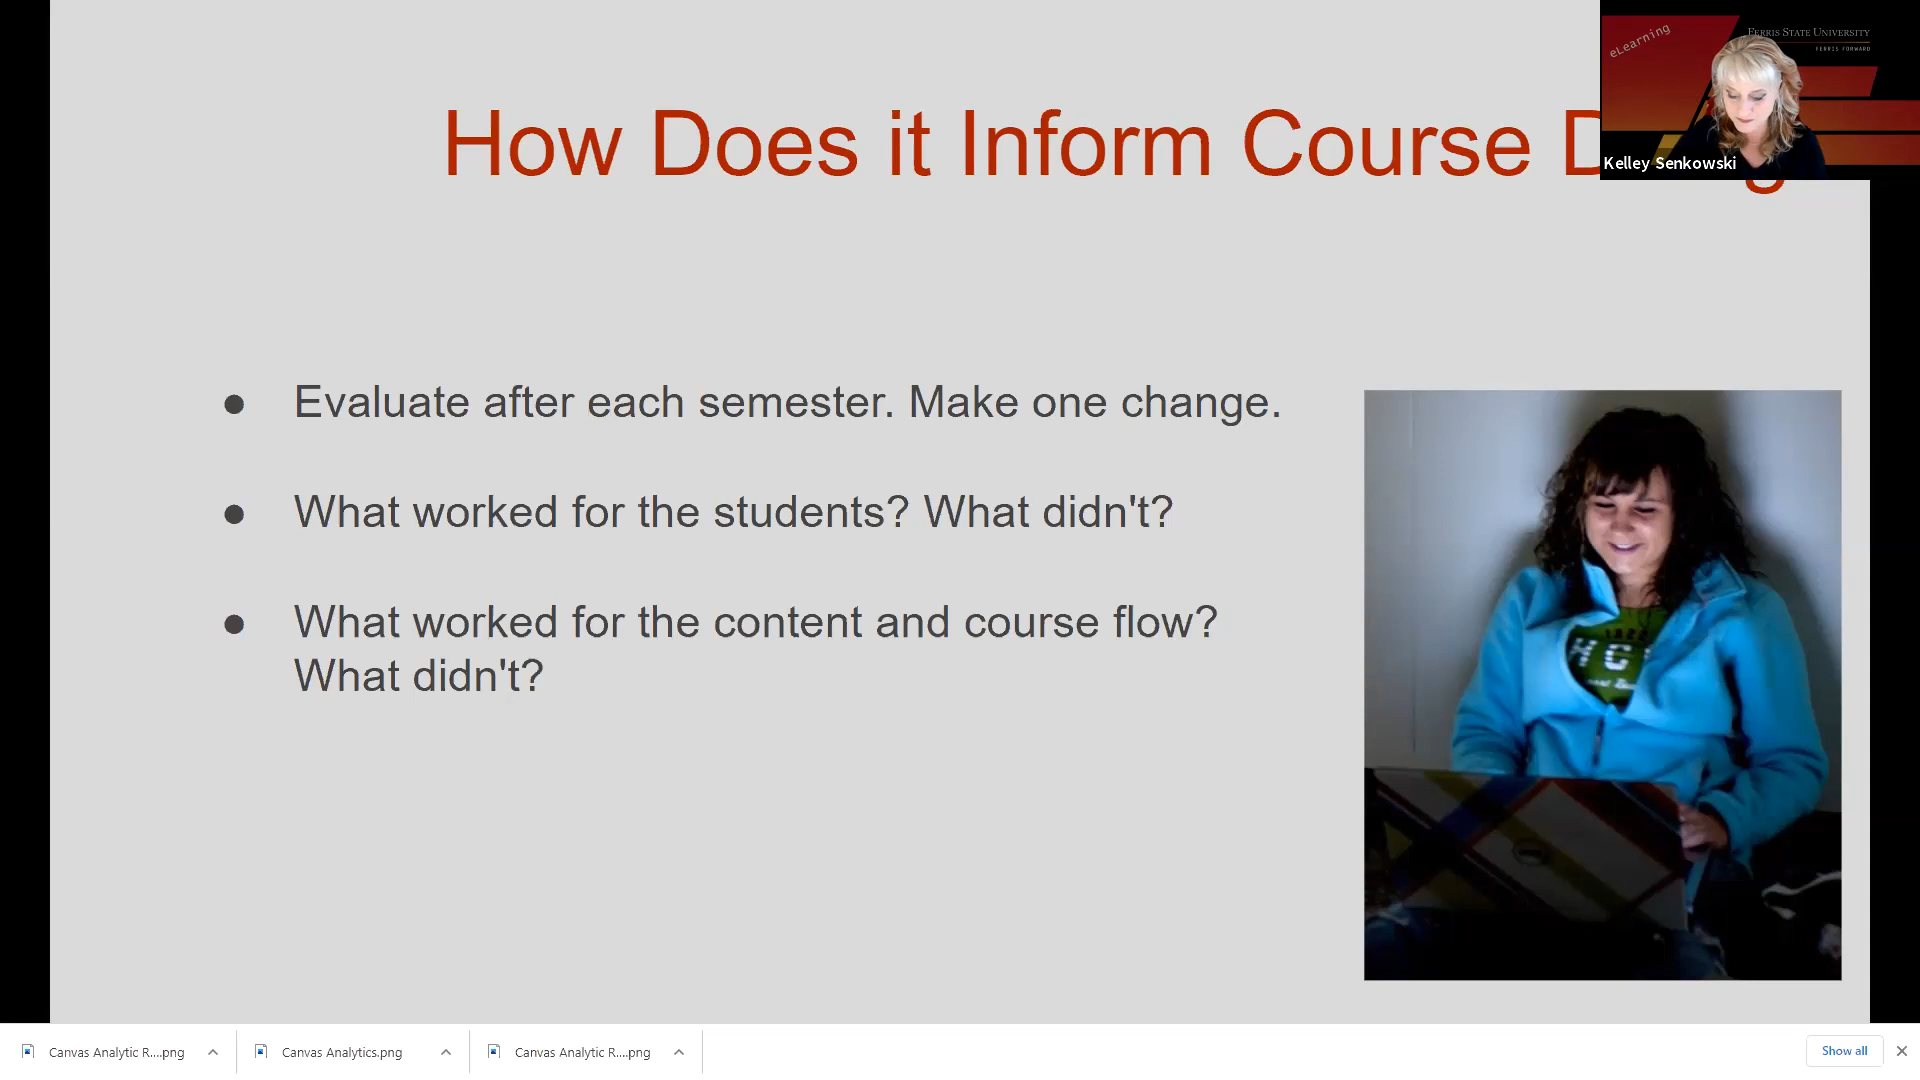 eLearning
FERRIS STATE UNIVERSITY
FERRIS FORWARD
Kelley Senkowski
How Does it Inform Course D
Evaluate after each semester. Make one change.
What worked for the students? What didn't?
What worked for the content and course flow?
What didn't?
Canvas Analytic R....png
Canvas Analytics.png
Canvas Analytic R....png
Show all